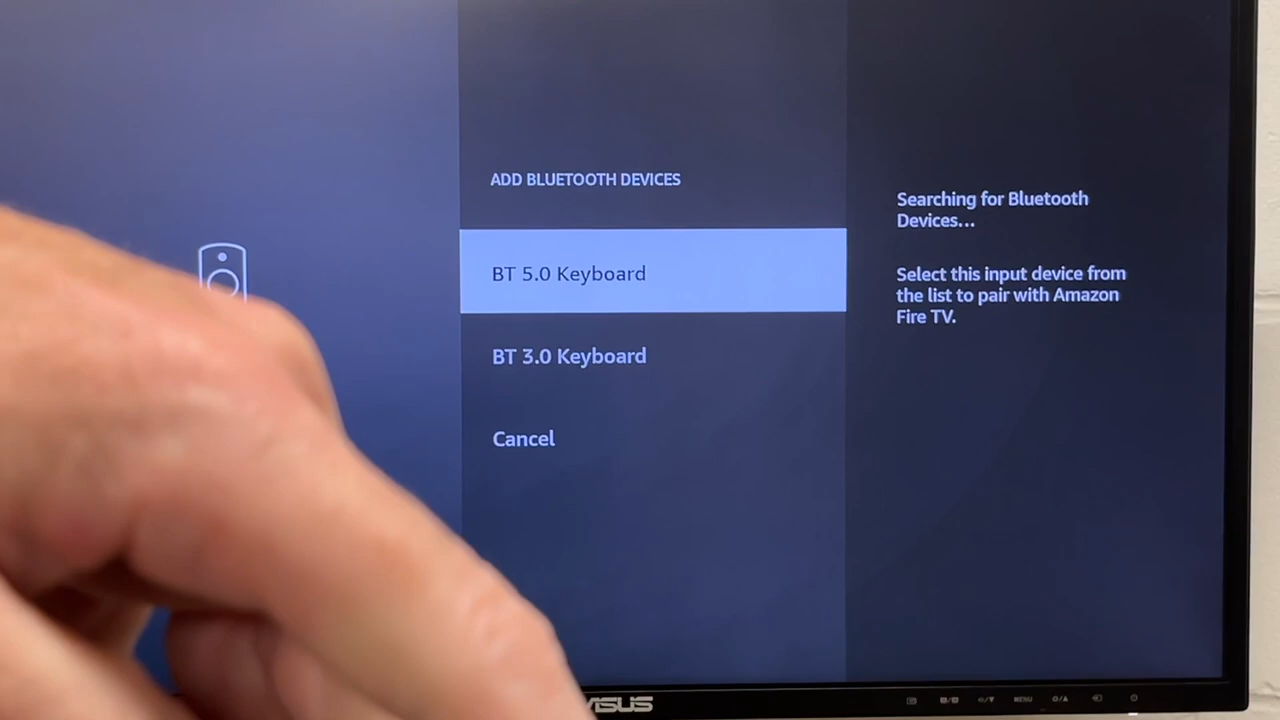 ADD BLUETOOTH DEVICES
BT 5.0 Keyboard
BT 3.0 Keyboard
Cancel
Searching for Bluetooth
Devices...
Select this input device from
the list to pair with Amazon
Fire TV.
ASUS
MENU